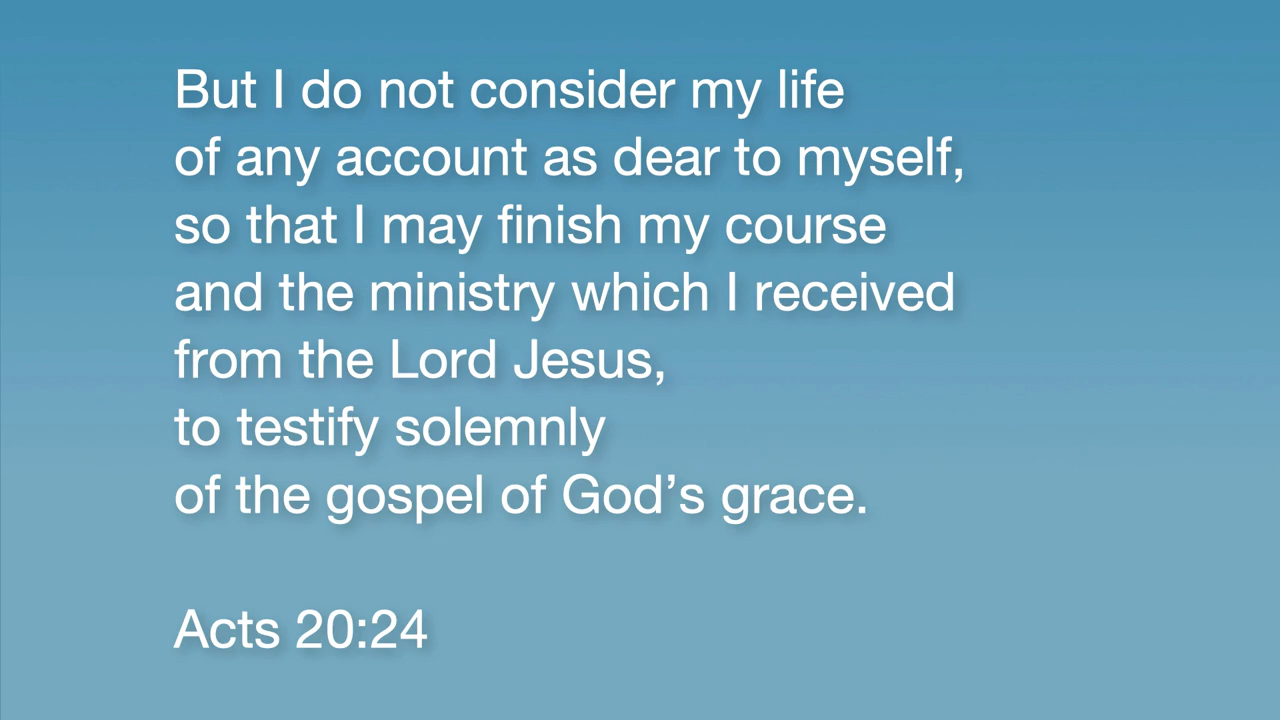 But I do not consider my life
of any account as dear to myself,
so that I may finish my course
and the ministry which I received
from the Lord Jesus,
to testify solemnly
of the gospel of God’s grace.
Acts 20:24